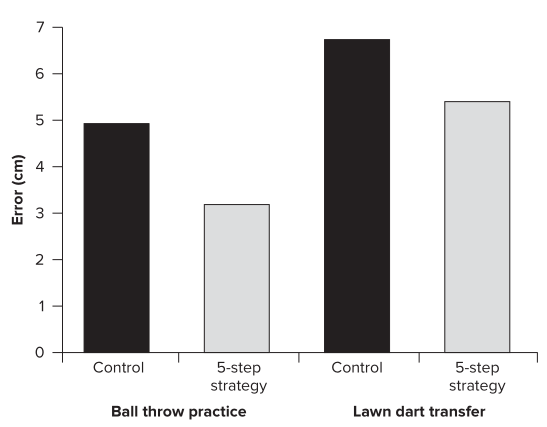 7
6
5
4
3
2
1
0
Error (cm)
Control
5-step
strategy
Control
5-step
strategy
Ball throw practice
Lawn dart transfer